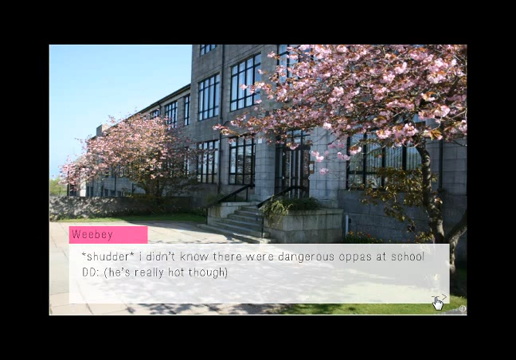 Weebey
*shudder* i didn't know there were dangerous oppas at school
DD:..(he's really hot though)